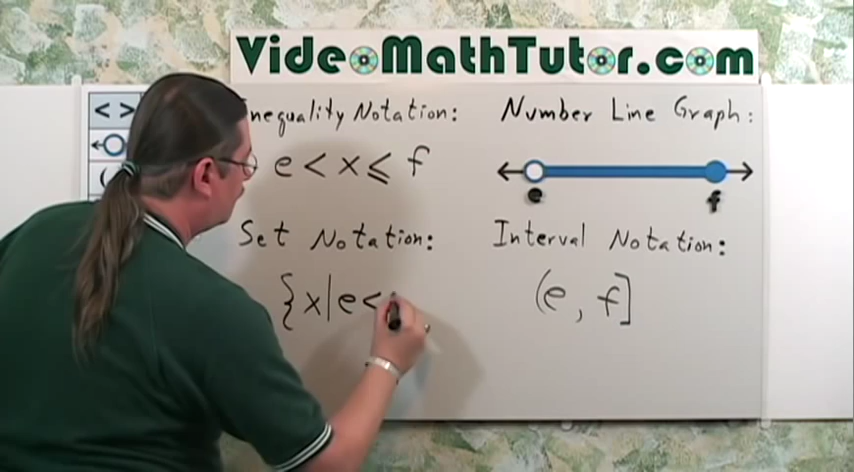 VideoMathTutor.com
< >
(
Inequality Notation:
e < x ≤ f
Number Line Graph:
e f
Set Notation:
{x|e<
Interval Notation:
(e, f]